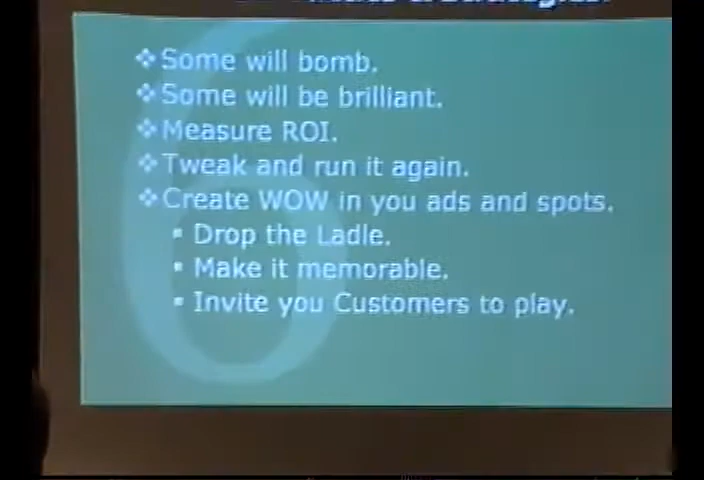 ❖Some will bomb.
❖Some will be brilliant.
❖Measure ROI.
❖Tweak and run it again.
❖Create WOW in you ads and spots.
▪ Drop the Ladle.
▪ Make it memorable.
▪ Invite you Customers to play.
6